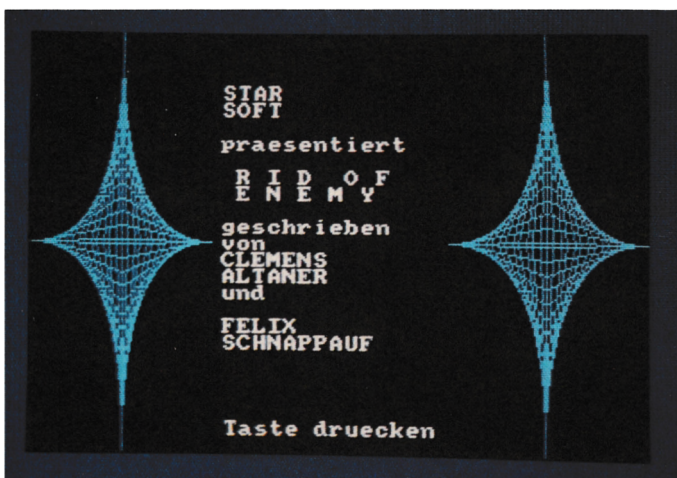 STAR
SOFT
praesentiert
R I D O F
E N E M Y
geschrieben
von
CLEMENS
ALTANER
und
FELIX
SCHNAPPAUF
Taste druecken